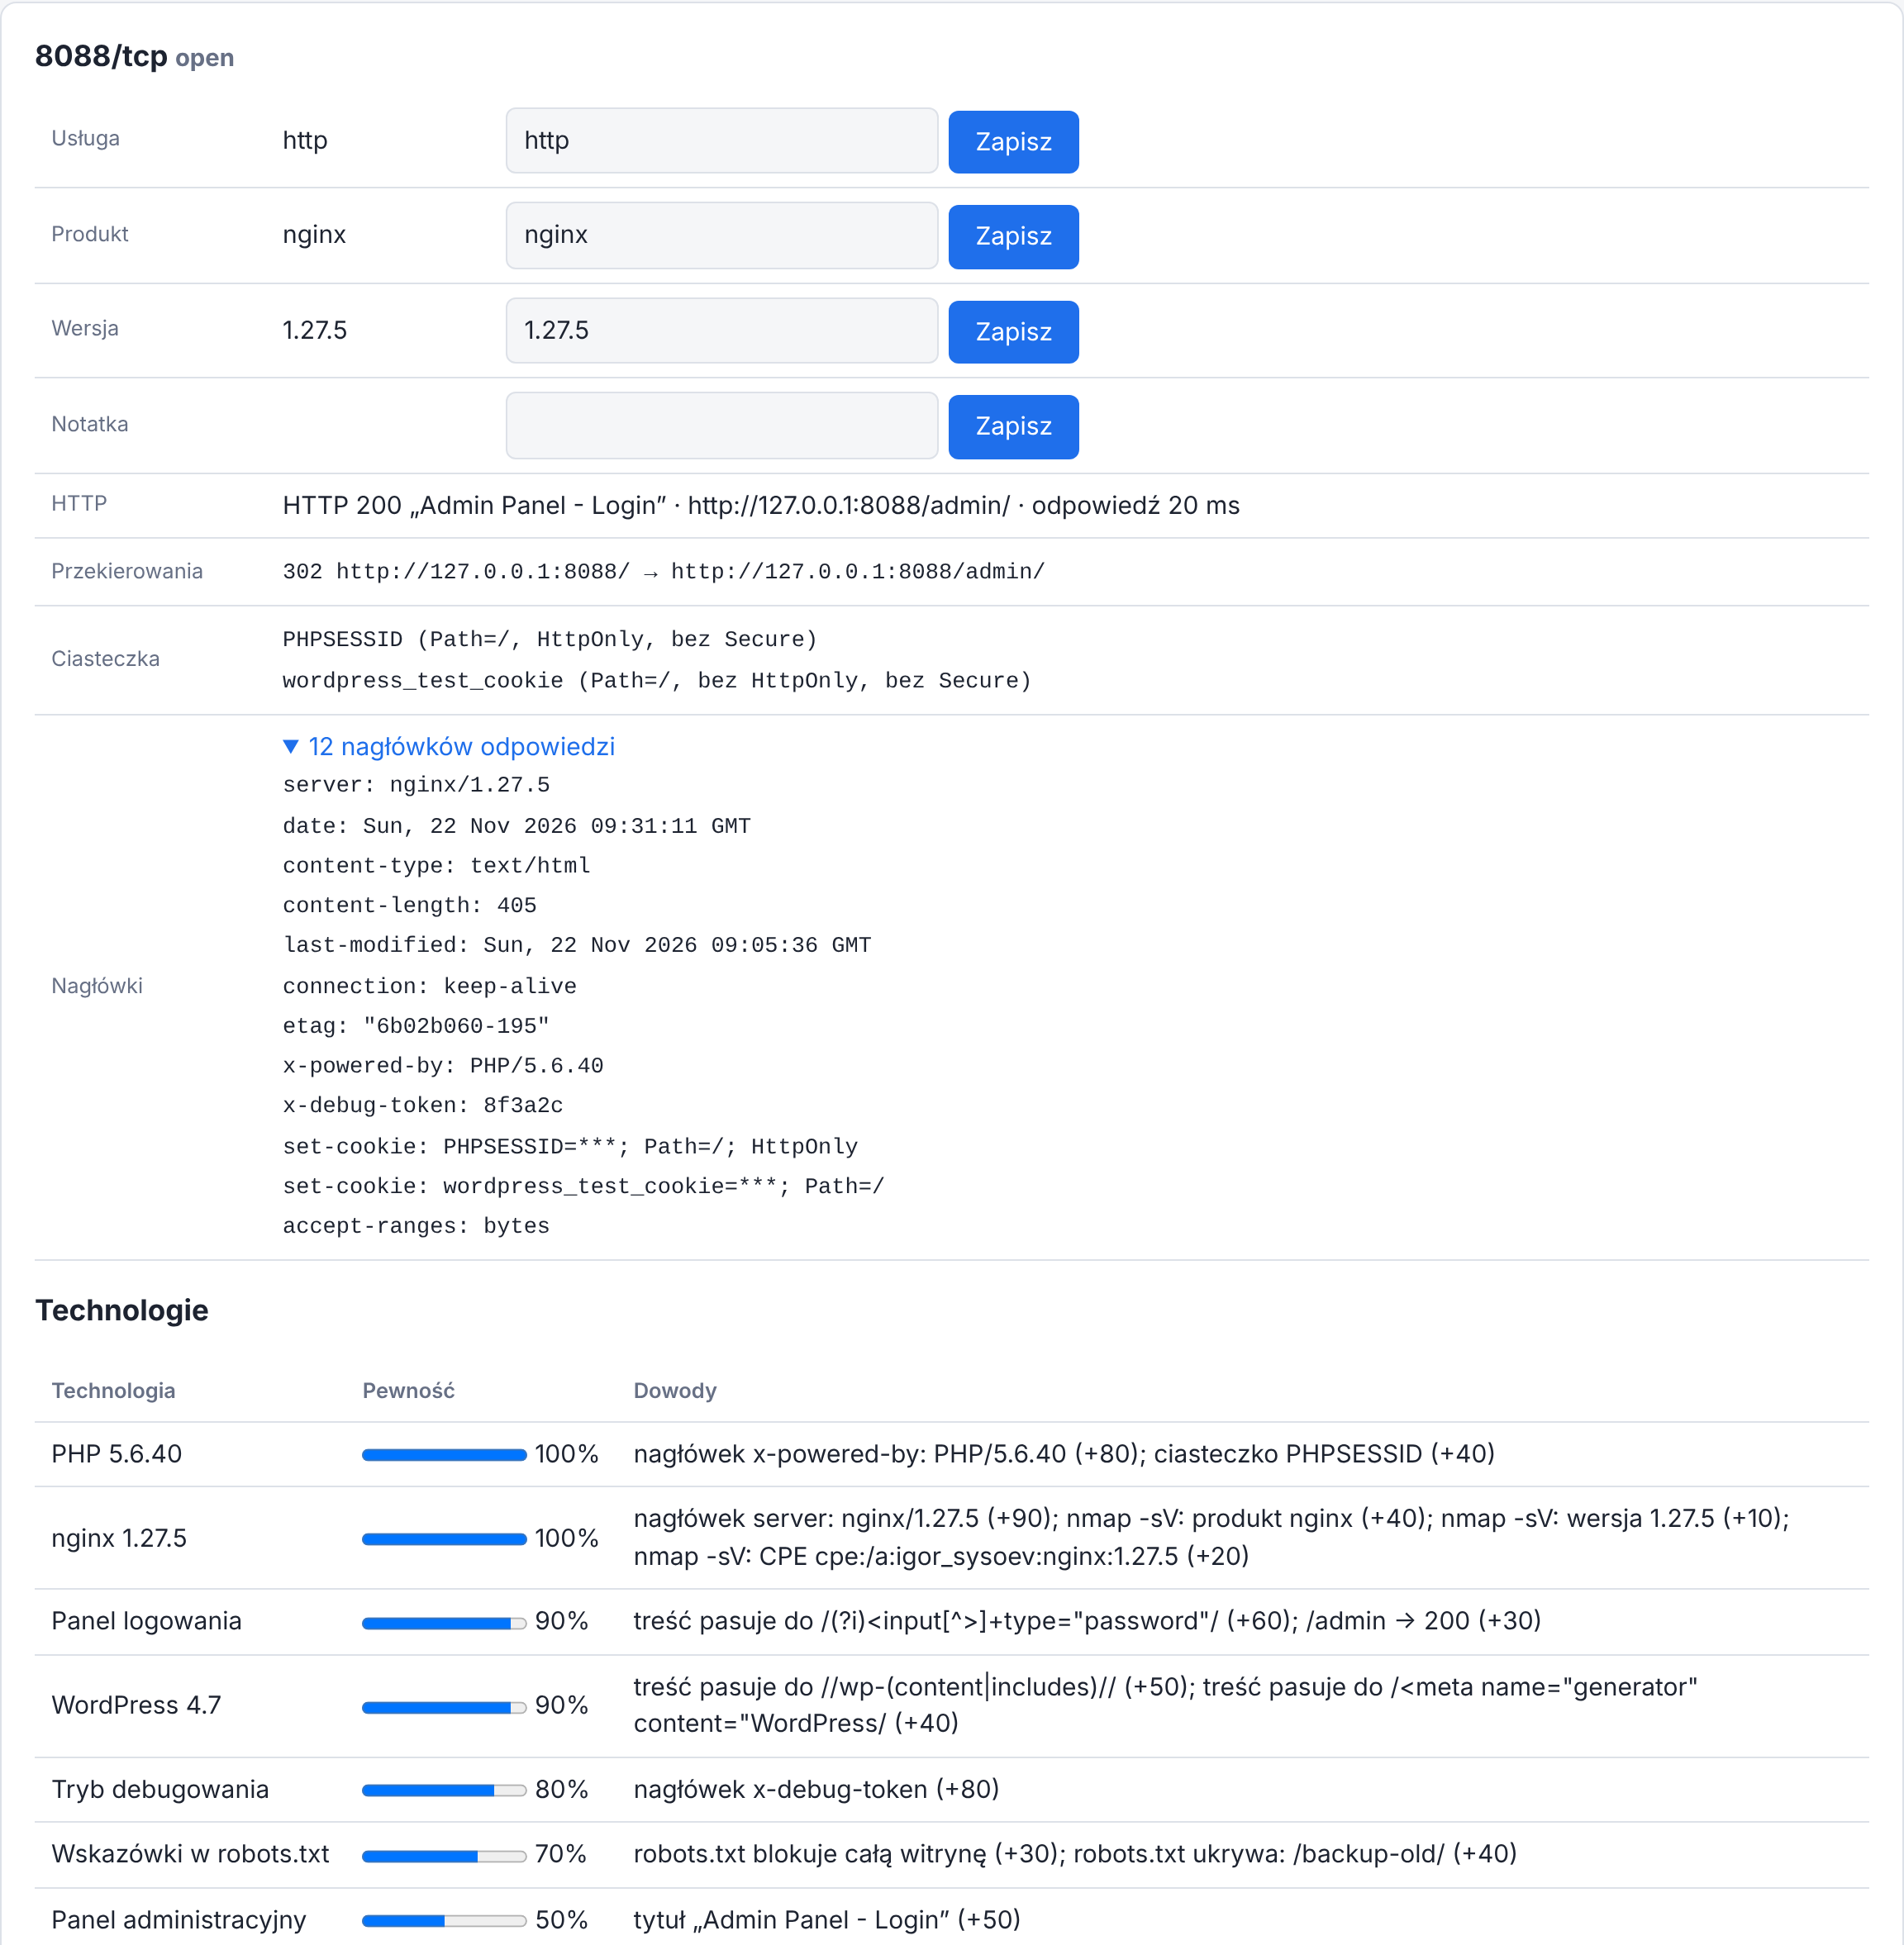 8088/tcp open
Usługa http http Zapisz
Produkt nginx nginx Zapisz
Wersja 1.27.5 1.27.5 Zapisz
Notatka Zapisz
HTTP HTTP 200 „Admin Panel - Login” · http://127.0.0.1:8088/admin/ · odpowiedź 20 ms
Przekierowania 302 http://127.0.0.1:8088/ → http://127.0.0.1:8088/admin/
Ciasteczka
PHPSESSID (Path=/, HttpOnly, bez Secure)
wordpress_test_cookie (Path=/, bez HttpOnly, bez Secure)
Nagłówki
▼ 12 nagłówków odpowiedzi
server: nginx/1.27.5
date: Sun, 22 Nov 2026 09:31:11 GMT
content-type: text/html
content-length: 405
last-modified: Sun, 22 Nov 2026 09:05:36 GMT
connection: keep-alive
etag: "6b02b060-195"
x-powered-by: PHP/5.6.40
x-debug-token: 8f3a2c
set-cookie: PHPSESSID=***; Path=/; HttpOnly
set-cookie: wordpress_test_cookie=***; Path=/
accept-ranges: bytes
Technologie
Technologia Pewność Dowody
PHP 5.6.40 100% nagłówek x-powered-by: PHP/5.6.40 (+80); ciasteczko PHPSESSID (+40)
nginx 1.27.5 100% nagłówek server: nginx/1.27.5 (+90); nmap -sV: produkt nginx (+40); nmap -sV: wersja 1.27.5 (+10);
nmap -sV: CPE cpe:/a:igor_sysoev:nginx:1.27.5 (+20)
Panel logowania 90% treść pasuje do /(?i)<input[^>]+type="password"/ (+60); /admin → 200 (+30)
WordPress 4.7 90% treść pasuje do //wp-(content|includes)// (+50); treść pasuje do /<meta name="generator"
content="WordPress/ (+40)
Tryb debugowania 80% nagłówek x-debug-token (+80)
Wskazówki w robots.txt 70% robots.txt blokuje całą witrynę (+30); robots.txt ukrywa: /backup-old/ (+40)
Panel administracyjny 50% tytuł „Admin Panel - Login” (+50)